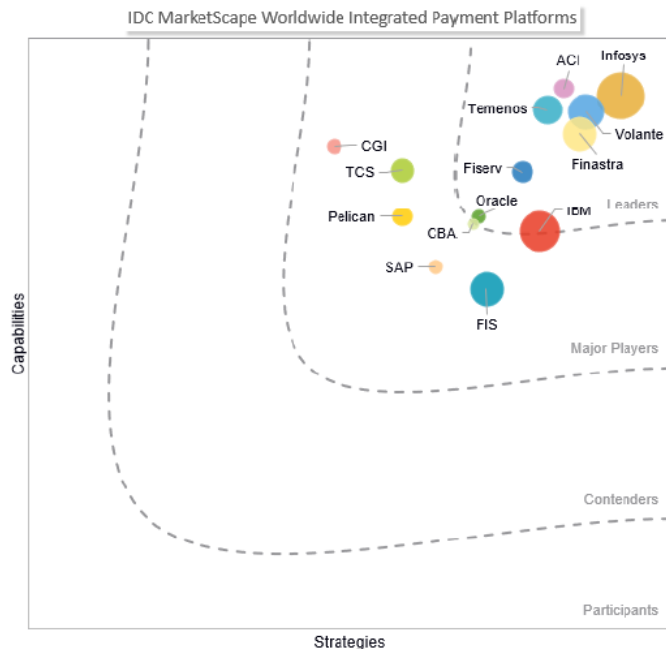 IDC MarketScape Worldwide Integrated Payment Platforms
Infosys
ACI
Temenos
Volante
Finastra
CGI
TCS
Fiserv
Pelican
Oracle
IBM
Leaders
CBA
SAP
FIS
Major Players
Capabilities
Contenders
Participants
Strategies